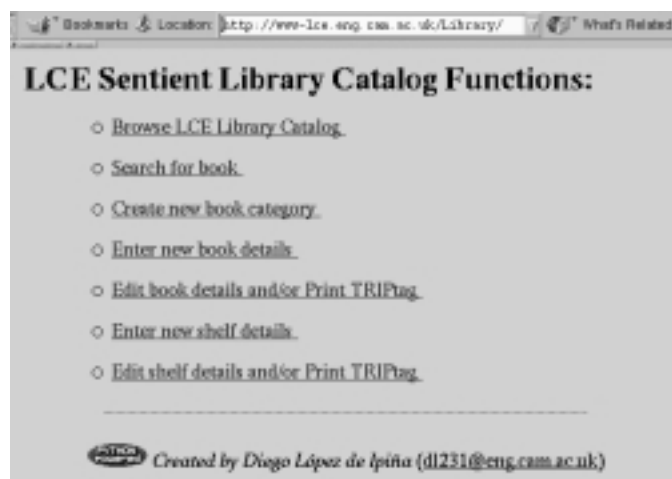 Bookmarks Location: http://www-lce.eng.cam.ac.uk/Library/ What's Related
LCE Sentient Library Catalog Functions:
Browse LCE Library Catalog
Search for book
Create new book category
Enter new book details
Edit book details and/or Print TRIPtag
Enter new shelf details
Edit shelf details and/or Print TRIPtag
Created by Diego López de Ipiña (dl231@eng.cam.ac.uk)